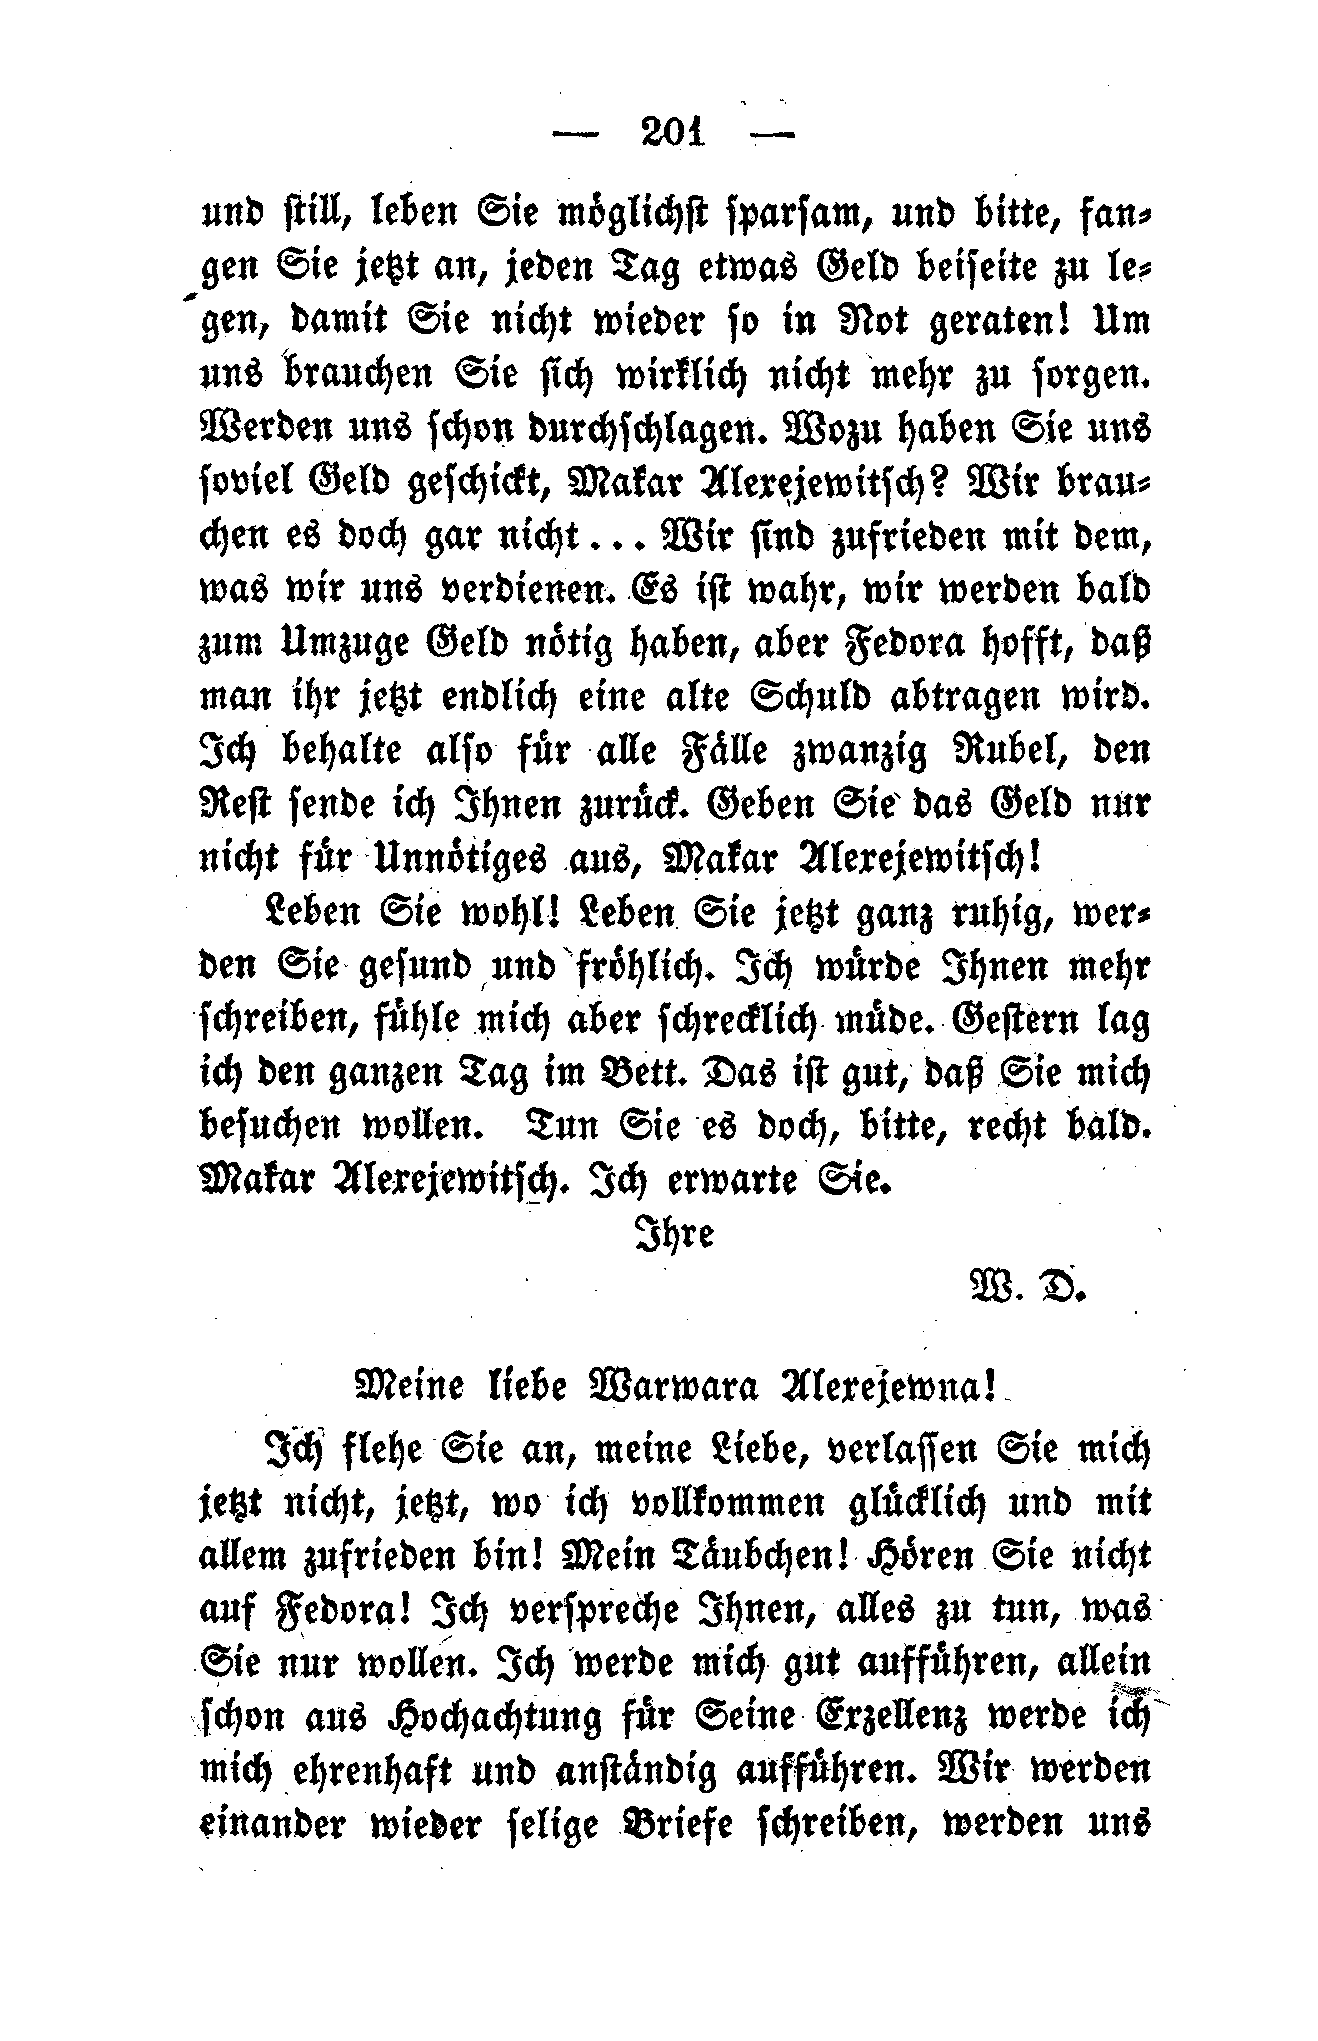 — 201 —
und still, leben Sie möglichst sparsam, und bitte, fan-
gen Sie jetzt an, jeden Tag etwas Geld beiseite zu le-
gen, damit Sie nicht wieder so in Not geraten! Um
uns brauchen Sie sich wirklich nicht mehr zu sorgen.
Werden uns schon durchschlagen. Wozu haben Sie uns
soviel Geld geschickt, Makar Alexejewitsch? Wir brau-
chen es doch gar nicht... Wir sind zufrieden mit dem,
was wir uns verdienen. Es ist wahr, wir werden bald
zum Umzuge Geld nötig haben, aber Fedora hofft, daß
man ihr jetzt endlich eine alte Schuld abtragen wird.
Ich behalte also für alle Fälle zwanzig Rubel, den
Rest sende ich Ihnen zurück. Geben Sie das Geld nur
nicht für Unnötiges aus, Makar Alexejewitsch!
Leben Sie wohl! Leben Sie jetzt ganz ruhig, wer-
den Sie gesund und fröhlich. Ich würde Ihnen mehr
schreiben, fühle mich aber schrecklich müde. Gestern lag
ich den ganzen Tag im Bett. Das ist gut, daß Sie mich
besuchen wollen. Tun Sie es doch, bitte, recht bald.
Makar Alexejewitsch. Ich erwarte Sie.
Ihre
W. D.
Meine liebe Warwara Alexejewna!
Ich flehe Sie an, meine Liebe, verlassen Sie mich
jetzt nicht, jetzt, wo ich vollkommen glücklich und mit
allem zufrieden bin! Mein Täubchen! Hören Sie nicht
auf Fedora! Ich verspreche Ihnen, alles zu tun, was
Sie nur wollen. Ich werde mich gut aufführen, allein
schon aus Hochachtung für Seine Exzellenz werde ich
mich ehrenhaft und anständig aufführen. Wir werden
einander wieder selige Briefe schreiben, werden uns